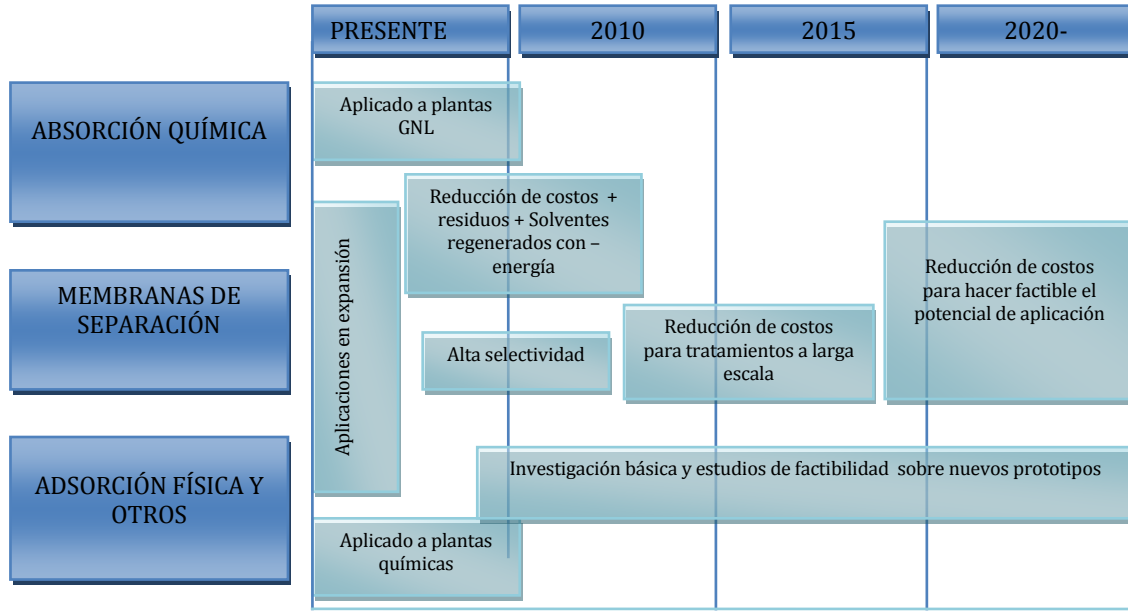 PRESENTE
2010
2015
2020-
ABSORCIÓN QUÍMICA
Aplicado a plantas
GNL
Reducción de costos +
residuos + Solventes
regenerados con –
energía
Aplicaciones en expansión
MEMBRANAS DE
SEPARACIÓN
Alta selectividad
Reducción de costos
para tratamientos a larga
escala
Reducción de costos
para hacer factible el
potencial de aplicación
ADSORCIÓN FÍSICA Y
OTROS
Investigación básica y estudios de factibilidad sobre nuevos prototipos
Aplicado a plantas
químicas